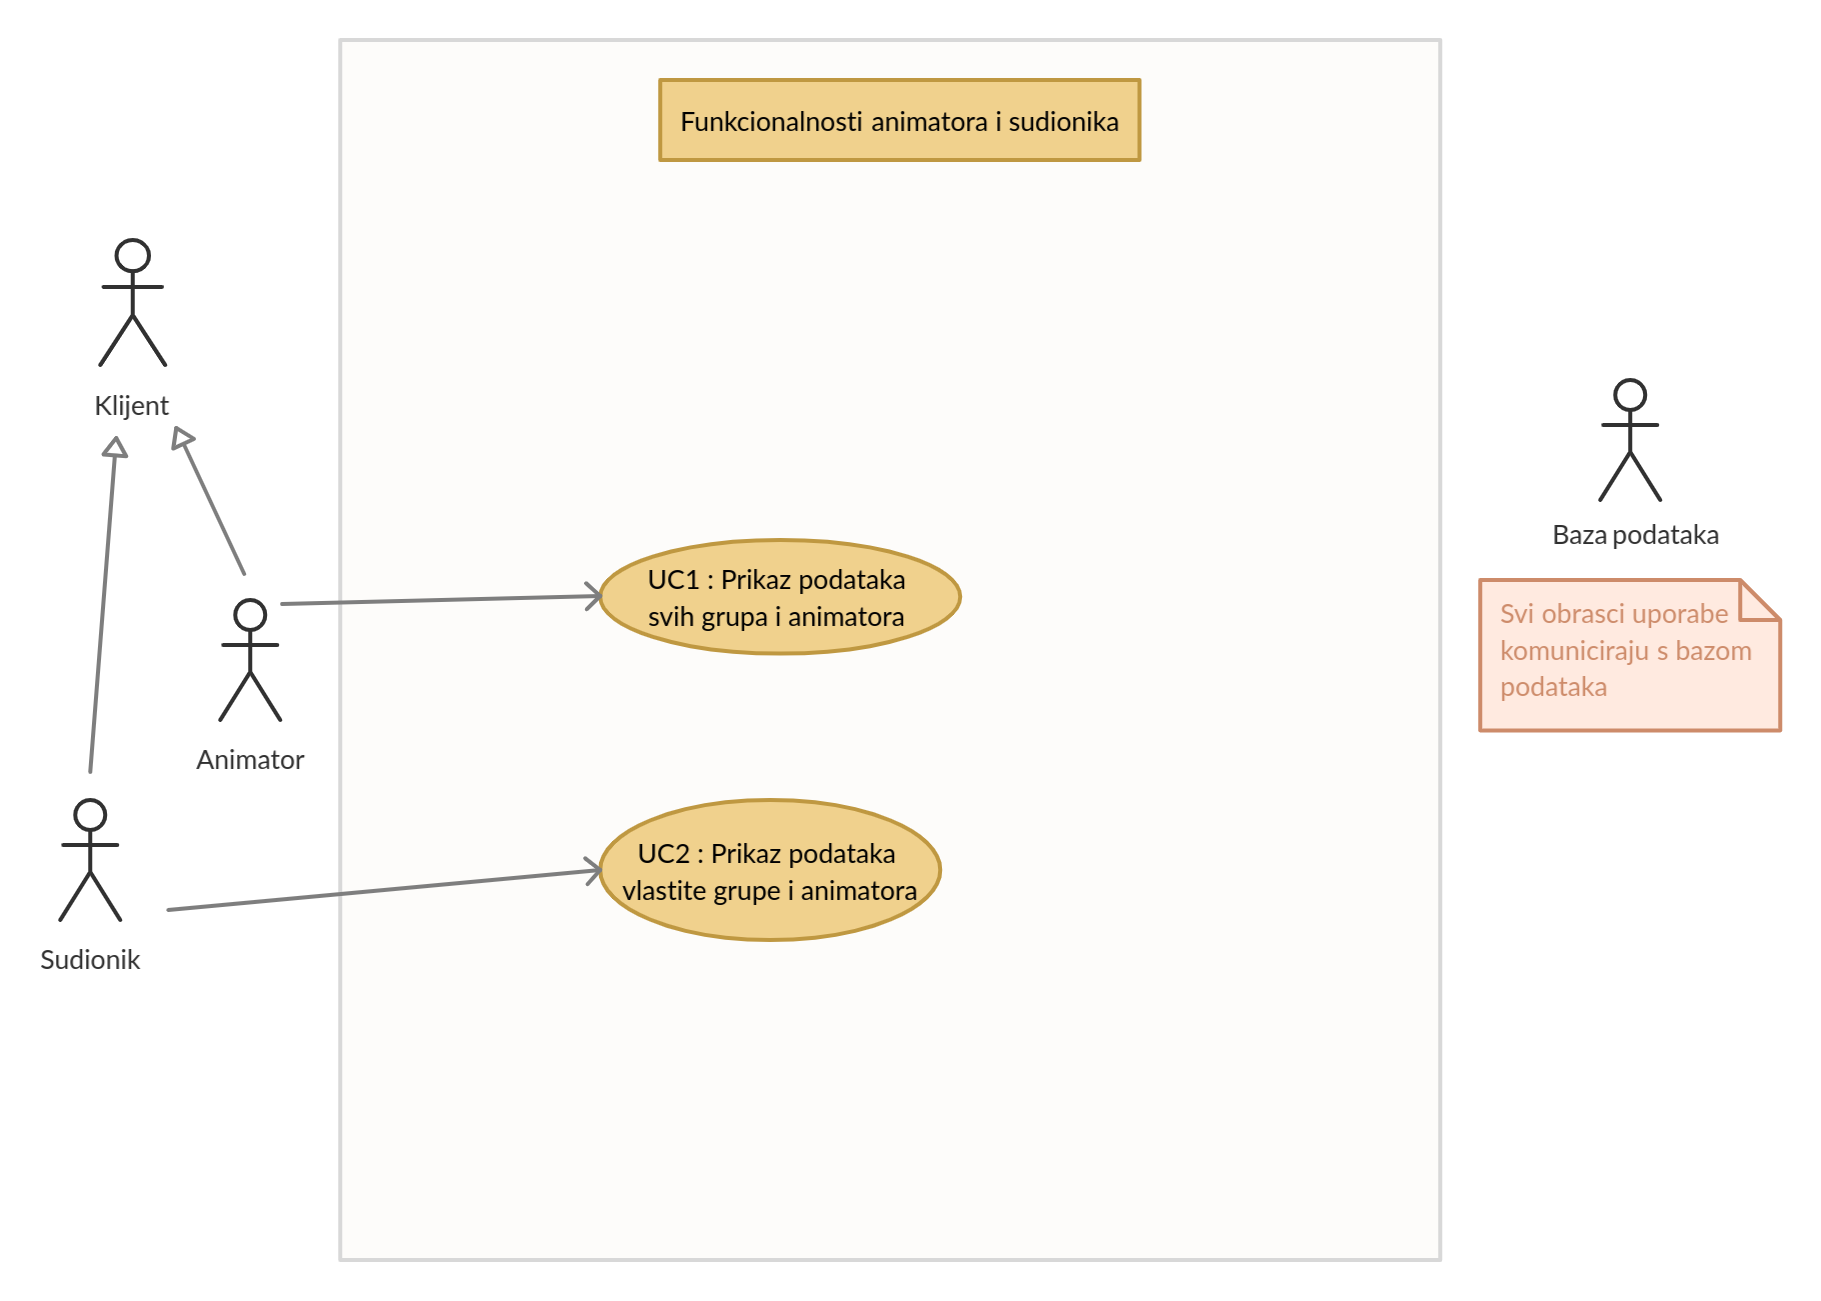 Funkcionalnosti animatora i sudionika
Klijent
Baza podataka
UC1 : Prikaz podataka
svih grupa i animatora
Svi obrasci uporabe
komuniciraju s bazom
podataka
Animator
UC2 : Prikaz podataka
vlastite grupe i animatora
Sudionik